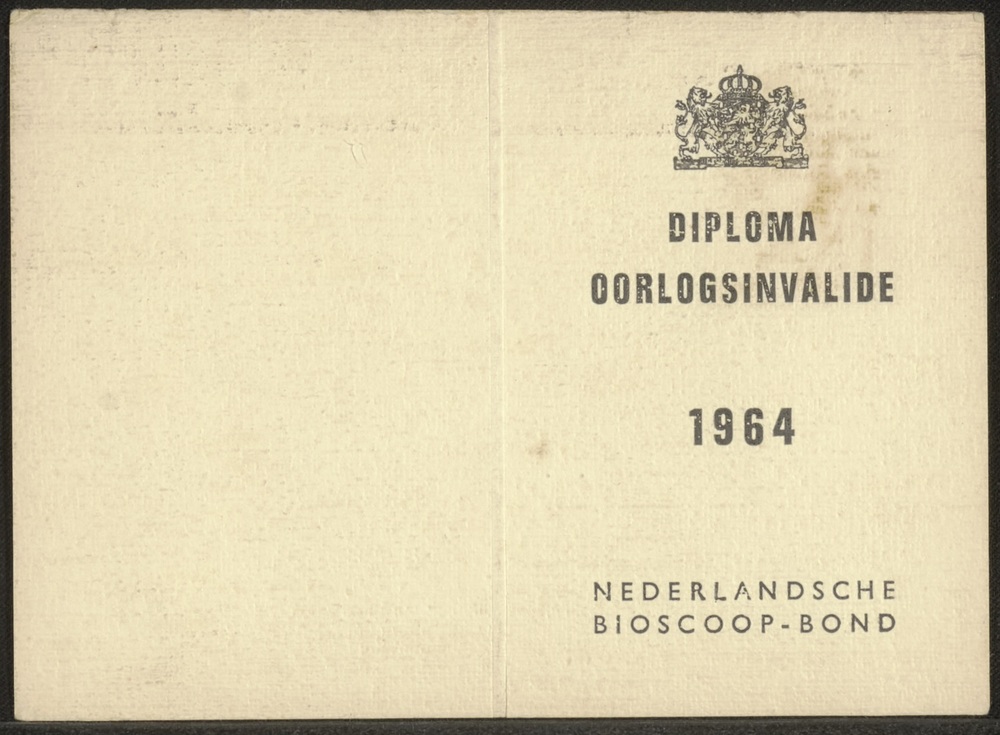 DIPLOMA
OORLOGSINVALIDE
1964
NEDERLANDSCHE
BIOSCOOP-BOND